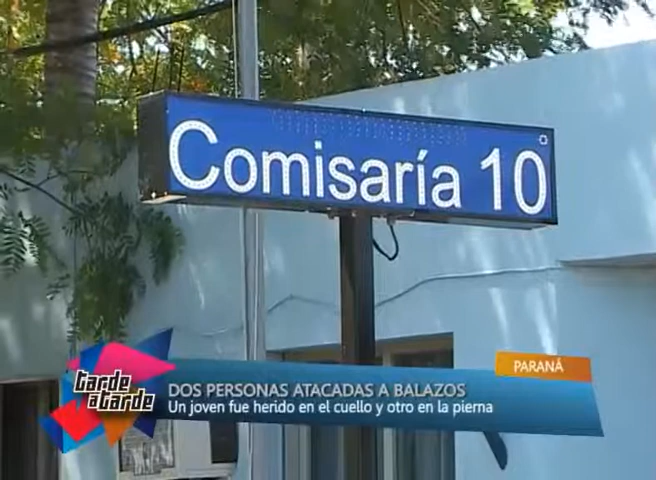 Comisaría 10º
PARANÁ
tarde
a tarde
DOS PERSONAS ATACADAS A BALAZOS
Un joven fue herido en el cuello y otro en la pierna